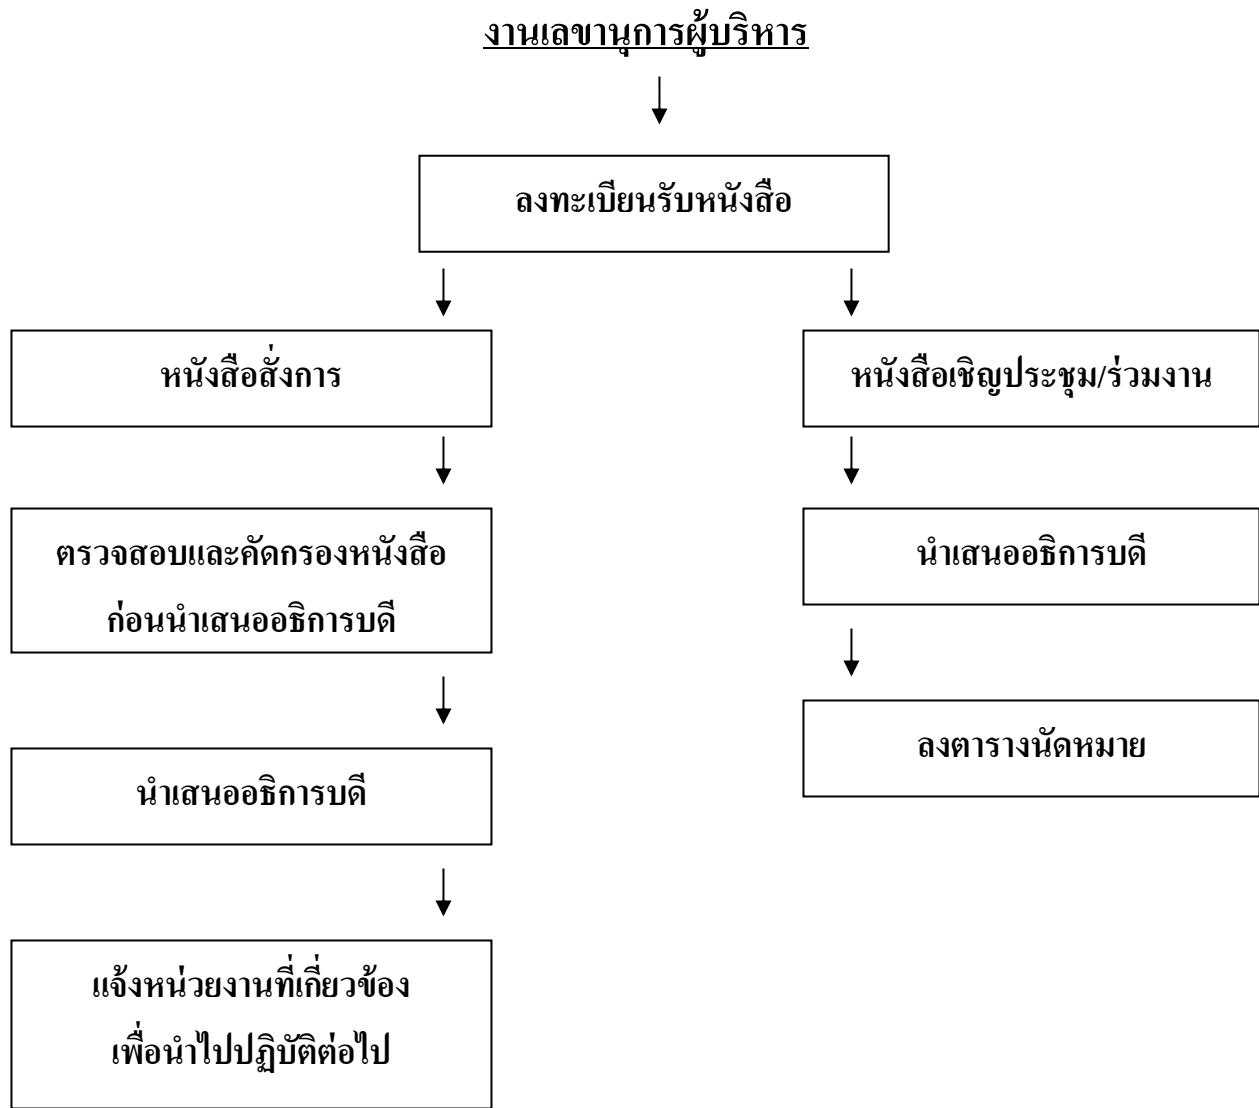 งานเลขานุการผู้บริหาร
ลงทะเบียนรับหนังสือ
หนังสือสั่งการ
ตรวจสอบและคัดกรองหนังสือ
ก่อนนำเสนออธิการบดี
นำเสนออธิการบดี
แจ้งหน่วยงานที่เกี่ยวข้อง
เพื่อนำไปปฏิบัติต่อไป
หนังสือเชิญประชุม/ร่วมงาน
นำเสนออธิการบดี
ลงตารางนัดหมาย